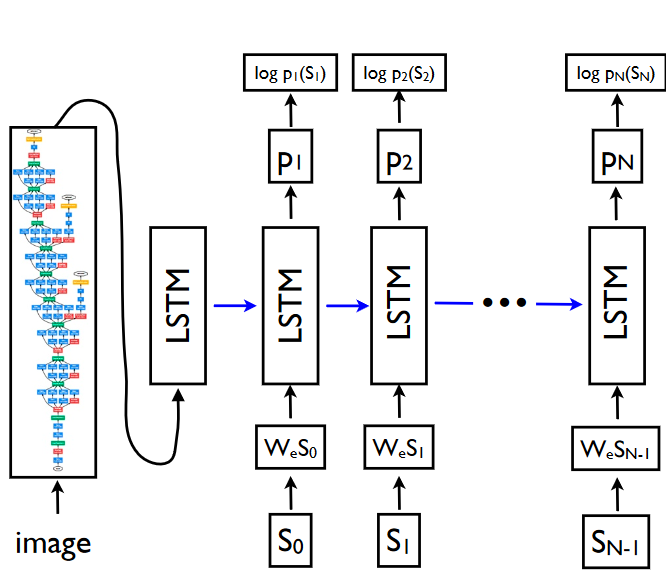 log p1(S1) log p2(S2) log pN(SN)
p1 p2 pN
LSTM LSTM LSTM LSTM
WeS0 WeS1 WeSN-1
image S0 S1 SN-1